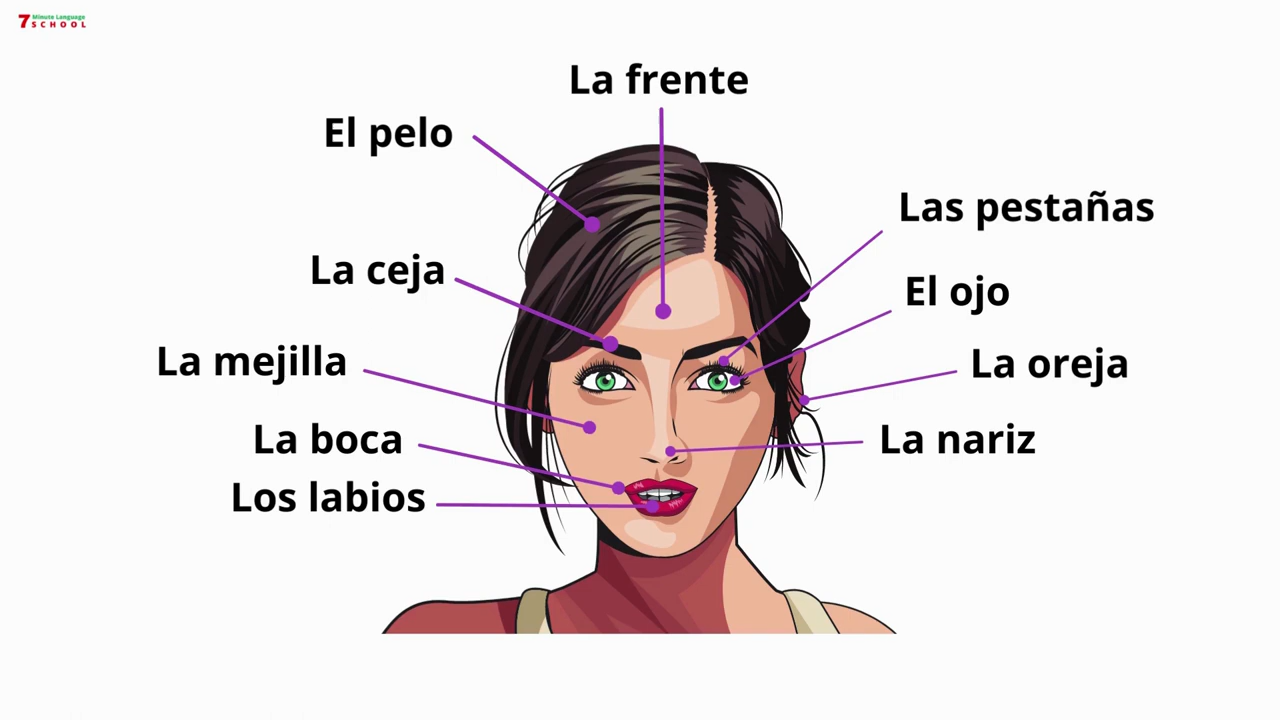 7 Minute Language
SCHOOL
La frente
El pelo
Las pestañas
La ceja
El ojo
La mejilla
La oreja
La boca
La nariz
Los labios